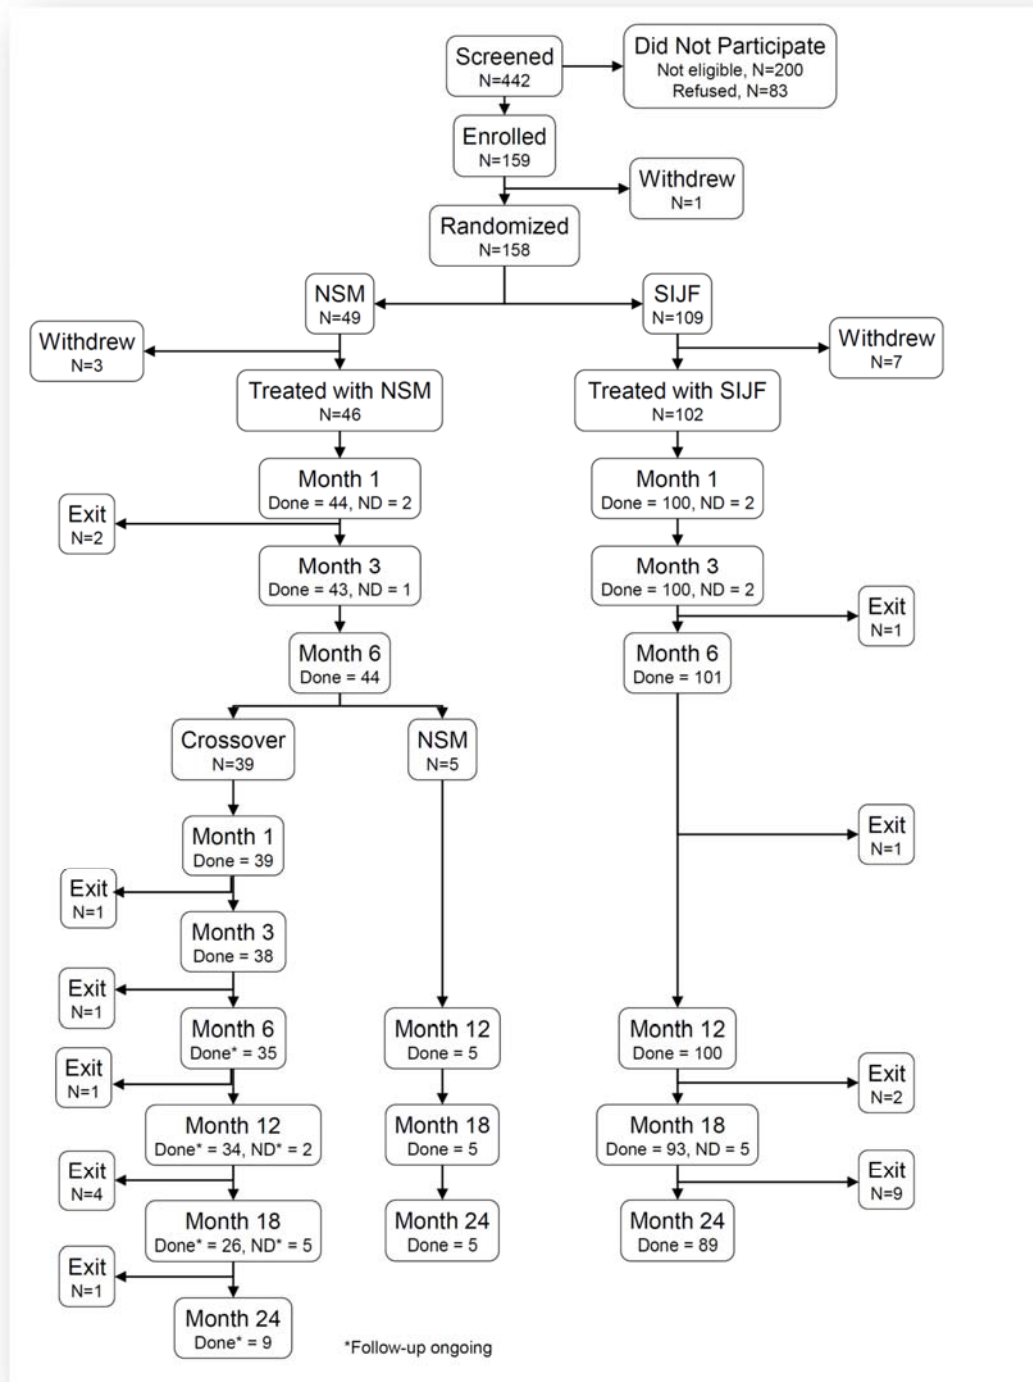 Screened
N=442
Did Not Participate
Not eligible, N=200
Refused, N=83
Enrolled
N=159
Withdrew
N=1
Randomized
N=158
NSM
N=49
SIJF
N=109
Withdrew
N=3
Withdrew
N=7
Treated with NSM
N=46
Treated with SIJF
N=102
Month 1
Done = 44, ND = 2
Month 1
Done = 100, ND = 2
Exit
N=2
Month 3
Done = 43, ND = 1
Month 3
Done = 100, ND = 2
Exit
N=1
Month 6
Done = 44
Month 6
Done = 101
Crossover
N=39
NSM
N=5
Month 1
Done = 39
Exit
N=1
Exit
N=1
Month 3
Done = 38
Exit
N=1
Month 6
Done* = 35
Month 12
Done = 5
Month 12
Done = 100
Exit
N=1
Exit
N=2
Month 12
Done* = 34, ND* = 2
Month 18
Done = 5
Month 18
Done = 93, ND = 5
Exit
N=4
Exit
N=9
Month 18
Done* = 26, ND* = 5
Month 24
Done = 5
Month 24
Done = 89
Exit
N=1
Month 24
Done* = 9
*Follow-up ongoing